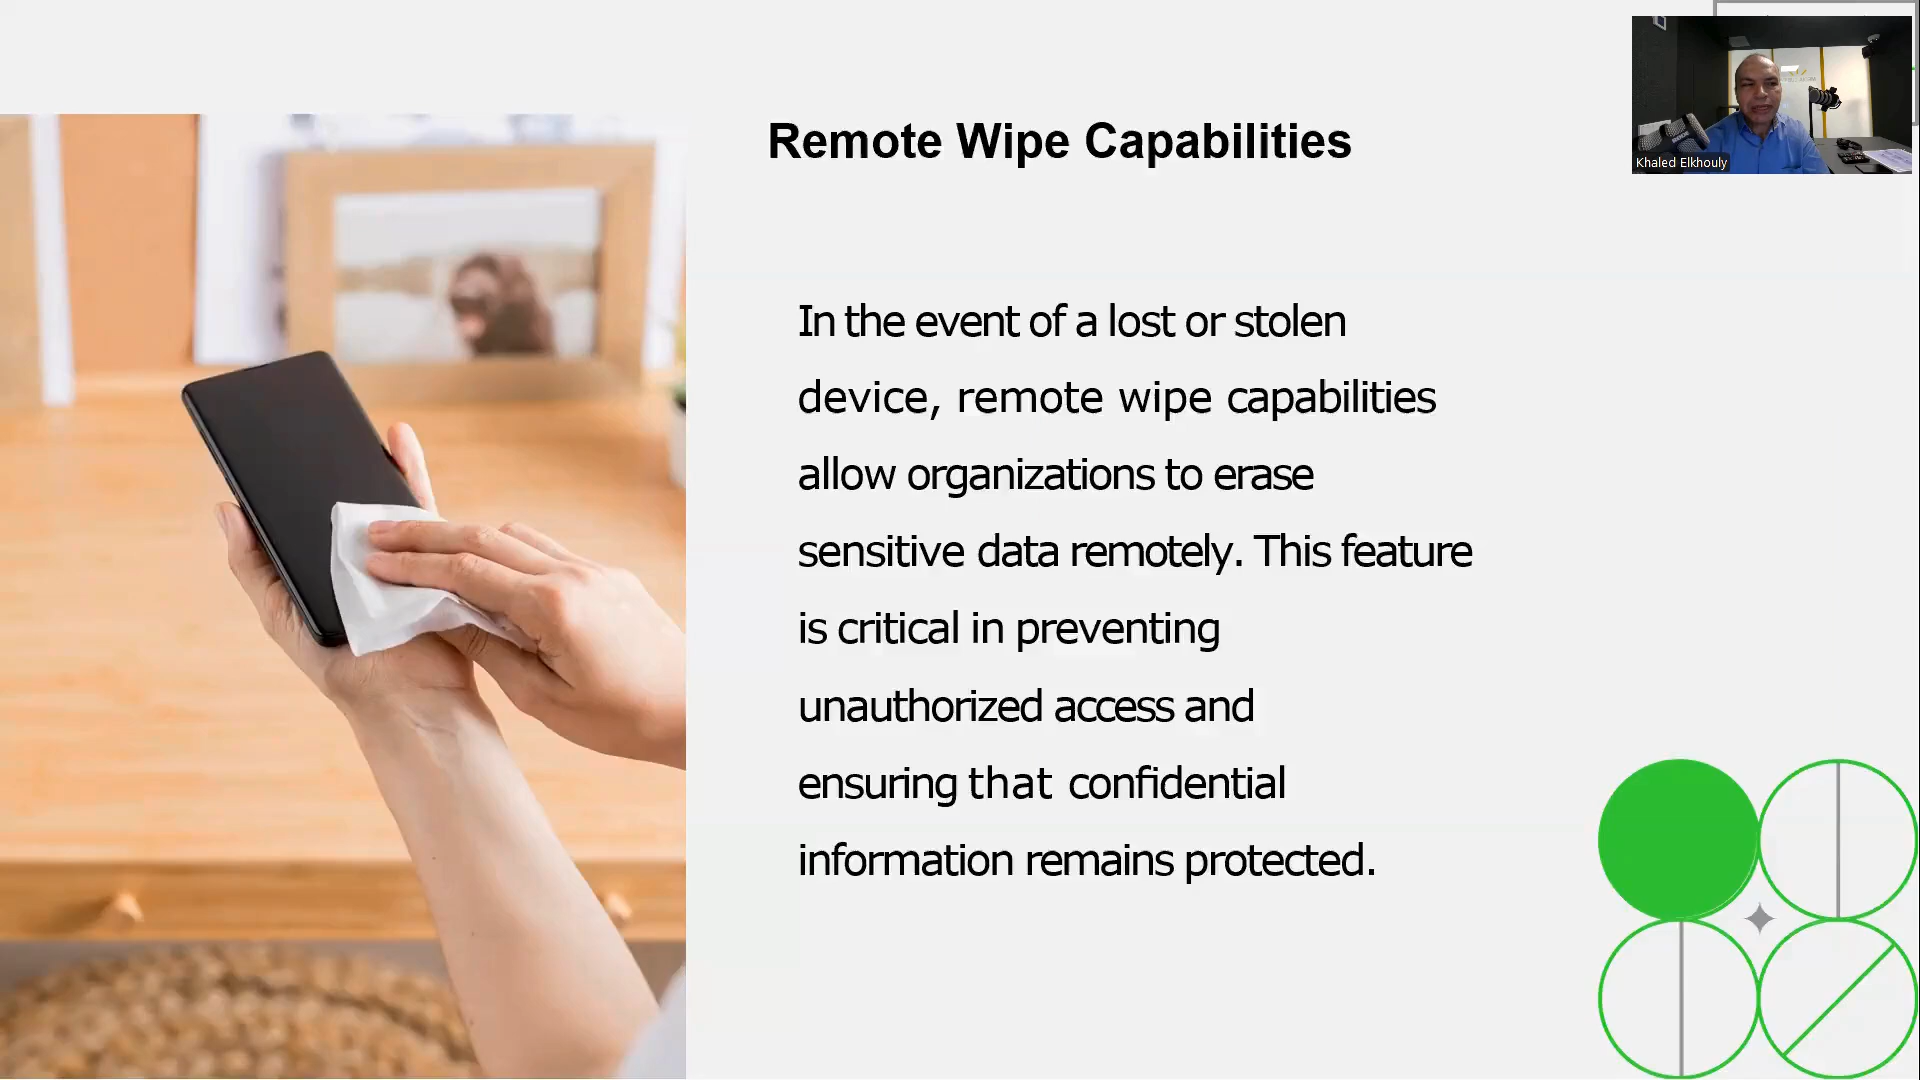 Remote Wipe Capabilities
Khaled Elkhouly
In the event of a lost or stolen
device, remote wipe capabilities
allow organizations to erase
sensitive data remotely. This feature
is critical in preventing
unauthorized access and
ensuring that confidential
information remains protected.